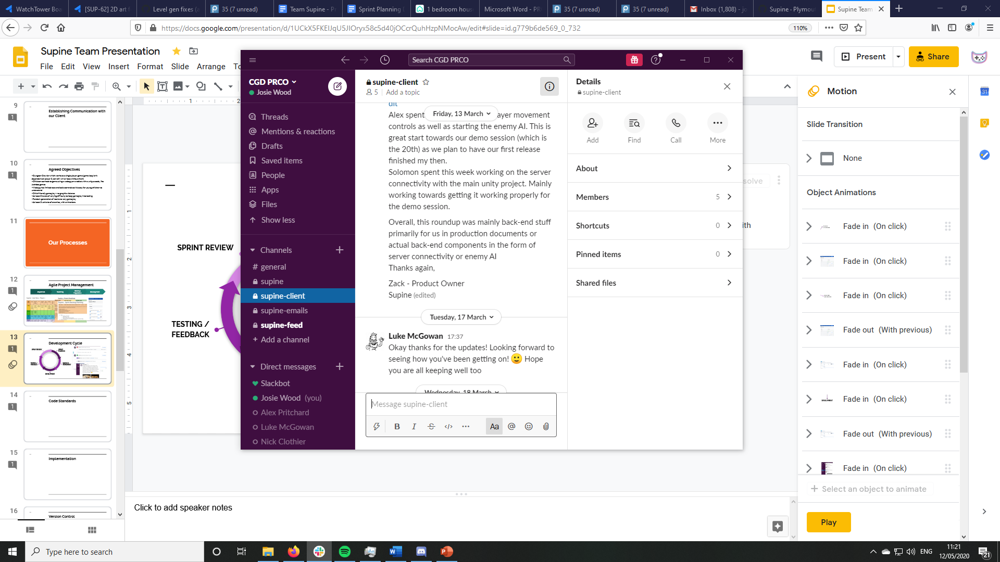 WatchTower Boa
[SUP-62] 2D art f
Level gen fixes (a
35 (7 unread)
Team Supine - Pr
Sprint Planning
1 bedroom hous
Microsoft Word - PR
35 (7 unread)
35 (7 unread)
Inbox (1,808) - jo
Supine · Plymou
Supine Team
https://docs.google.com/presentation/d/1UCkX5FKEIJqU5JIOryx58c5d40jOCcrQuhHzpNMocAw/edit#slide=id.g779b6de569_0_732
110%
Supine Team Presentation
File Edit View Insert Format Slide Arrange To
Present
Share
9
Establishing Communication with
our Client
10
Agreed Objectives
11
Our Processes
12
Agile Project Management
13
Development Cycle
14
Code Standards
15
Implementation
16
Version Control
SPRINT REVIEW
TESTING /
FEEDBACK
Search CGD PRCO
CGD PRCO
Josie Wood
Threads
Mentions & reactions
Drafts
Saved items
People
Apps
Files
Show less
Channels
# general
supine
supine-client
supine-emails
supine-feed
+ Add a channel
Direct messages
Slackbot
Josie Wood (you)
Alex Pritchard
Luke McGowan
Nick Clothier
supine-client
5 | Add a topic
dit
Friday, 13 March
Alex spent ayer movement
controls as well as starting the enemy AI. This is
great start towards our demo session (which is
the 20th) as we plan to have our first release
finished my then.
Solomon spent this week working on the server
connectivity with the main unity project. Mainly
working towards getting it working properly for
the demo session.
Overall, this roundup was mainly back-end stuff
primarily for us in production documents or
actual back-end components in the form of
server connectivity or enemy AI
Thanks again,
Zack - Product Owner
Supine (edited)
Tuesday, 17 March
Luke McGowan 17:37
Okay thanks for the updates! Looking forward to
seeing how you've been getting on! 🙂 Hope
you are all keeping well too
Wednesday, 18 March
Message supine-client
B I S </> ••• Aa @
Details
supine-client
Add
Find
Call
More
About
Members 5
Shortcuts 0
Pinned items 0
Shared files
solve
ith
Motion
Slide Transition
None
Object Animations
Fade in (On click)
Fade in (On click)
Fade in (On click)
Fade out (With previous)
Fade in (On click)
Fade in (On click)
Fade out (With previous)
Fade in (On click)
+ Select an object to animate
Play
Click to add speaker notes
Type here to search
ENG
11:21
12/05/2020
21